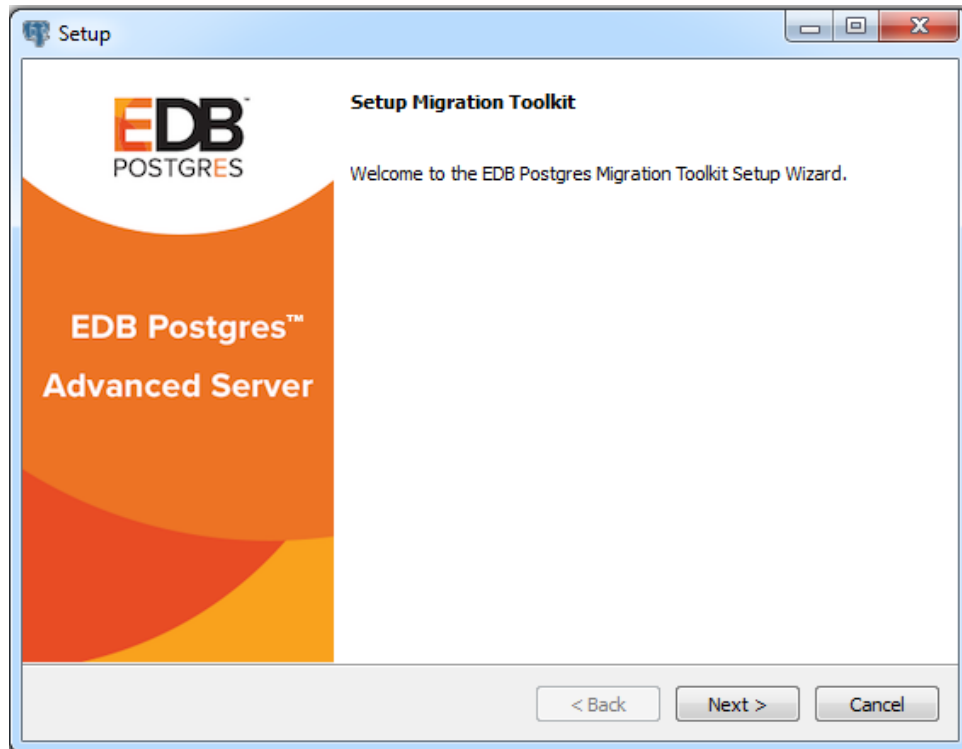 Setup
EDB™
POSTGRES
Setup Migration Toolkit
Welcome to the EDB Postgres Migration Toolkit Setup Wizard.
EDB Postgres™
Advanced Server
< Back
Next >
Cancel